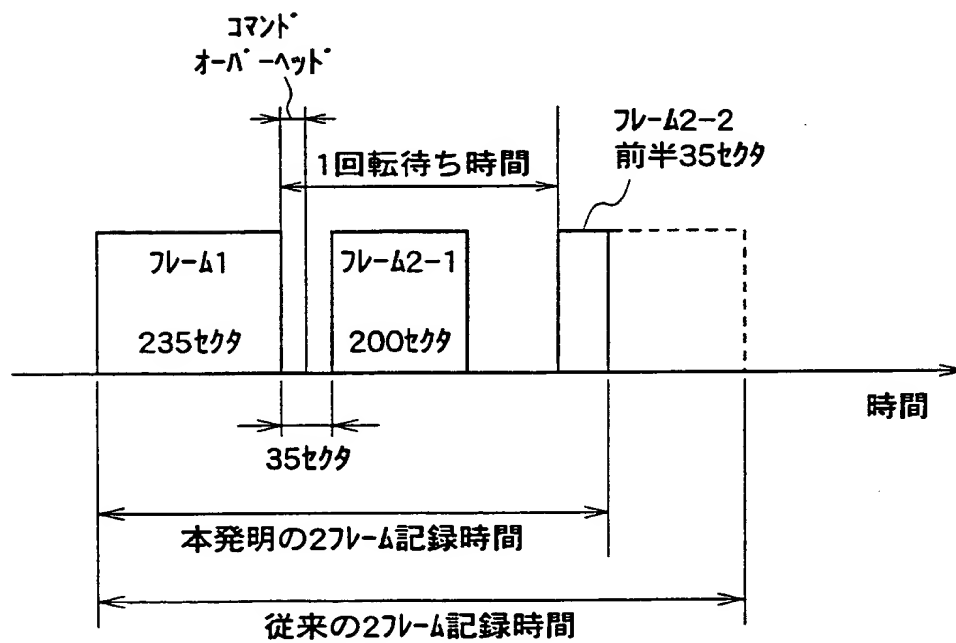 コマンド
オーバーヘッド
フレーム2-2
前半35セクタ
1回転待ち時間
フレーム1
フレーム2-1
235セクタ
200セクタ
時間
35セクタ
本発明の2フレーム記録時間
従来の2フレーム記録時間